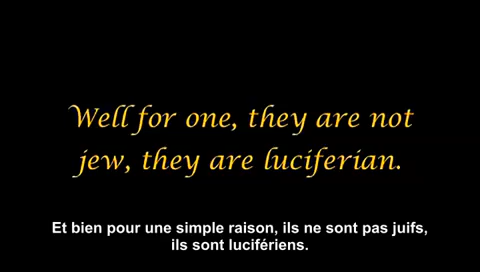 Well for one, they are not
jew, they are luciferian.
Et bien pour une simple raison, ils ne sont pas juifs,
ils sont lucifériens.